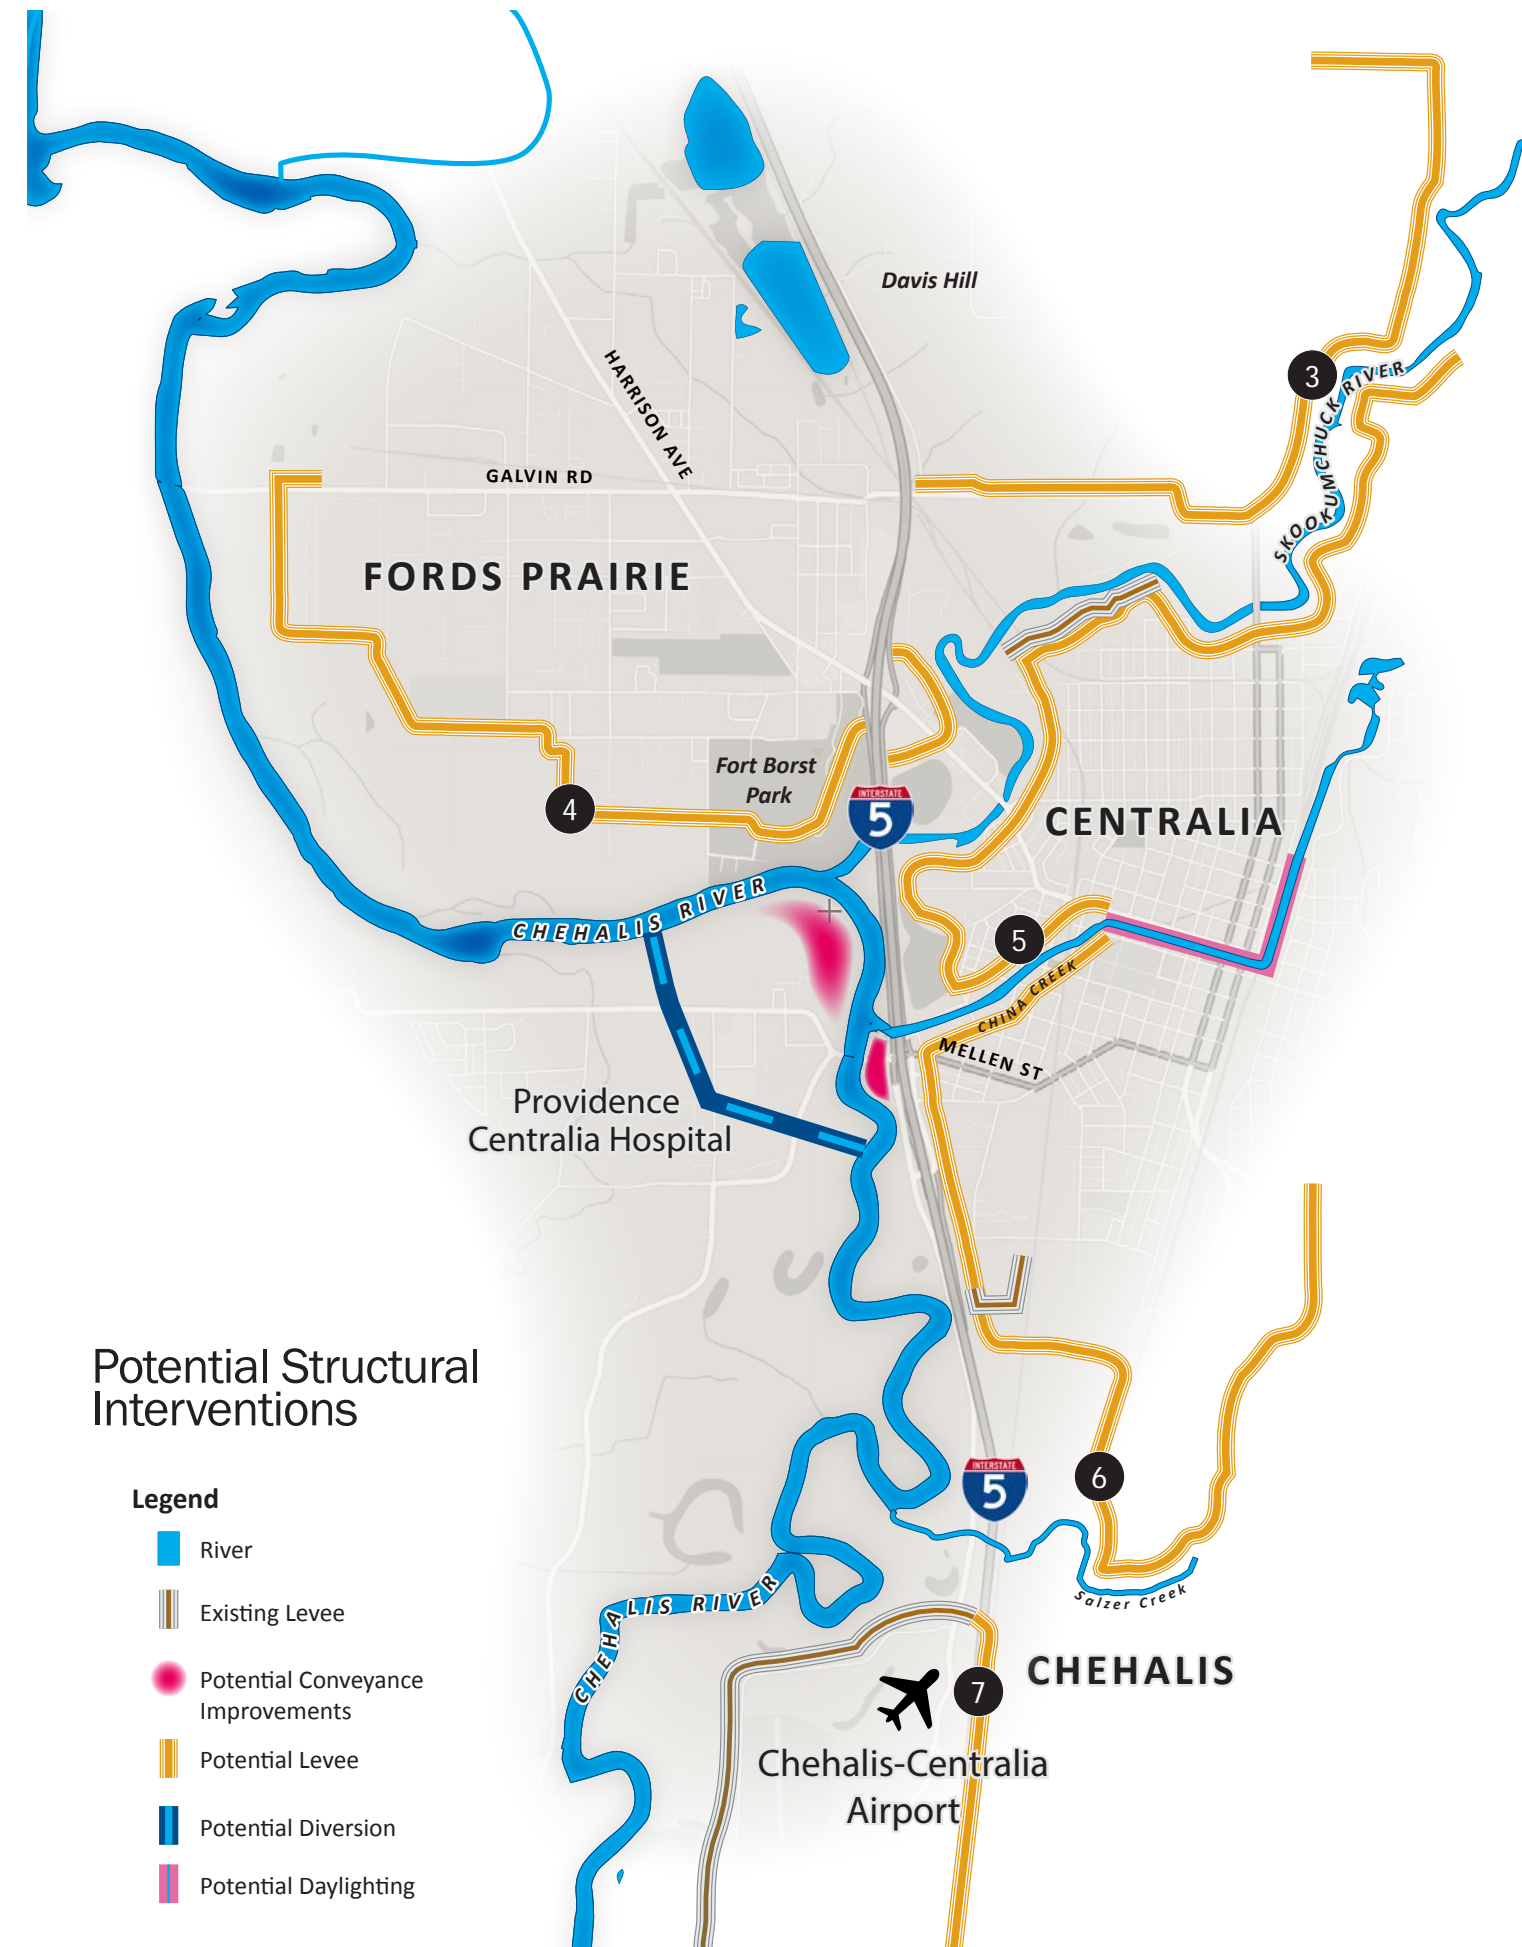 Davis Hill
3
SKOOKUMCHUCK RIVER
HARRISON AVE
GALVIN RD
FORDS PRAIRIE
Fort Borst
Park
INTERSTATE
5
4
CENTRALIA
CHEHALIS RIVER
5
CHINA CREEK
MELLEN ST
Providence
Centralia Hospital
Potential Structural
Interventions
INTERSTATE
5
6
Legend
River
Existing Levee
Potential Conveyance
Improvements
Potential Levee
Potential Diversion
Potential Daylighting
CHEHALIS RIVER
Salzer Creek
CHEHALIS
7
Chehalis-Centralia
Airport